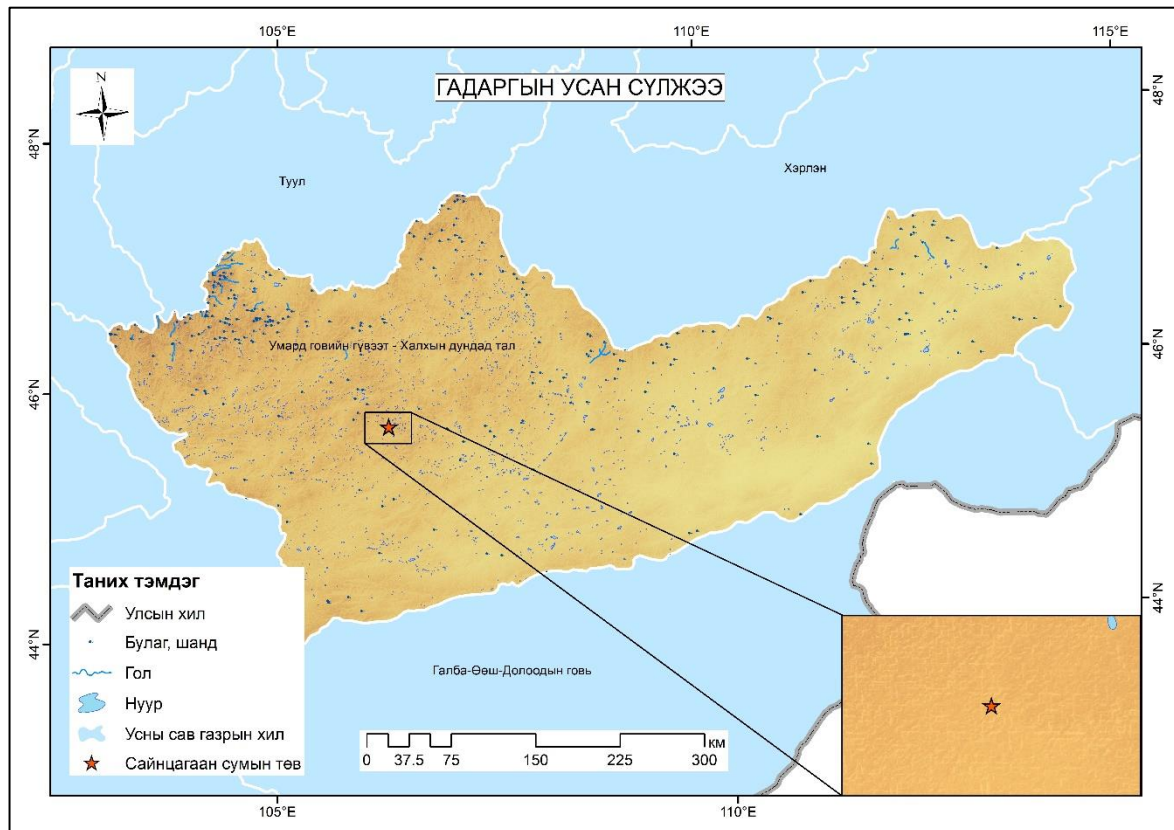 105°E
110°E
115°E
ГАДАРГЫН УСАН СҮЛЖЭЭ
N
48°N
48°N
Туул
Хэрлэн
46°N
46°N
Умард говийн гүвээт - Халхын дундад тал
44°N
44°N
Таних тэмдэг
Улсын хил
Булаг, шанд
Гол
Нуур
Усны сав газрын хил
Сайнцагаан сумын төв
Галба-Өөш-Долоодын говь
км
0 37.5 75 150 225 300
105°E
110°E